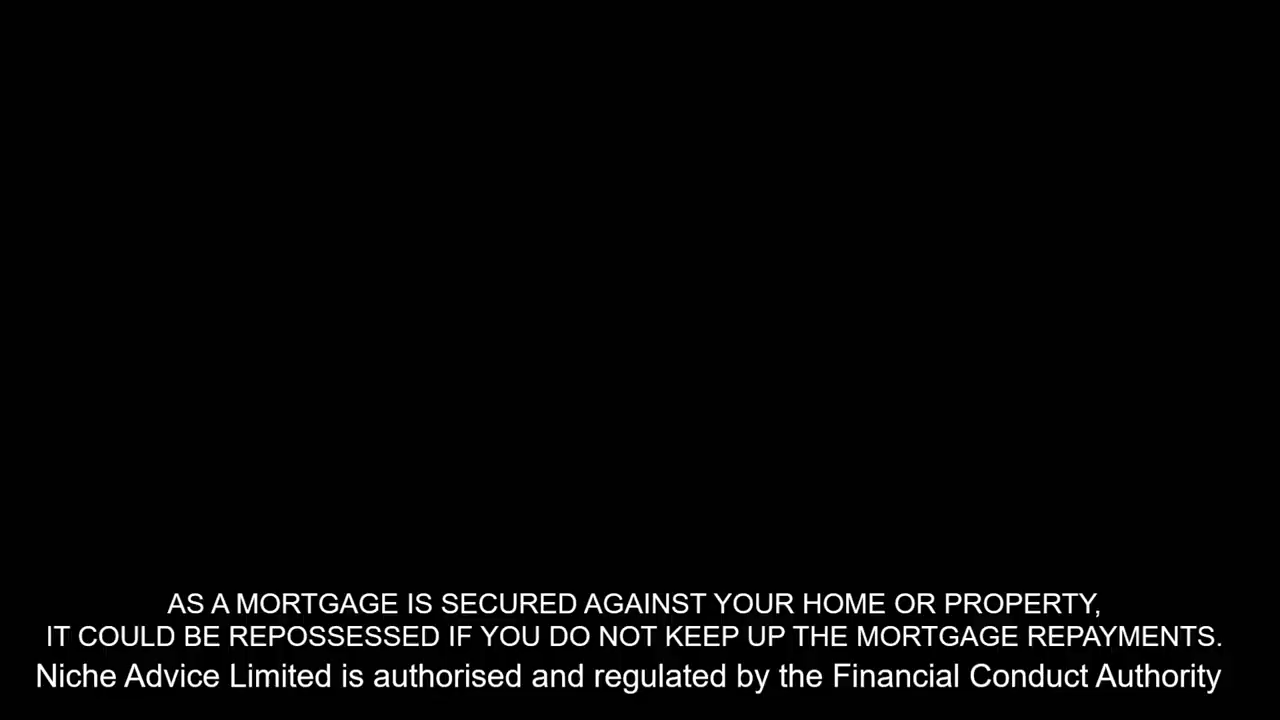 AS A MORTGAGE IS SECURED AGAINST YOUR HOME OR PROPERTY,
IT COULD BE REPOSSESSED IF YOU DO NOT KEEP UP THE MORTGAGE REPAYMENTS.
Niche Advice Limited is authorised and regulated by the Financial Conduct Authority